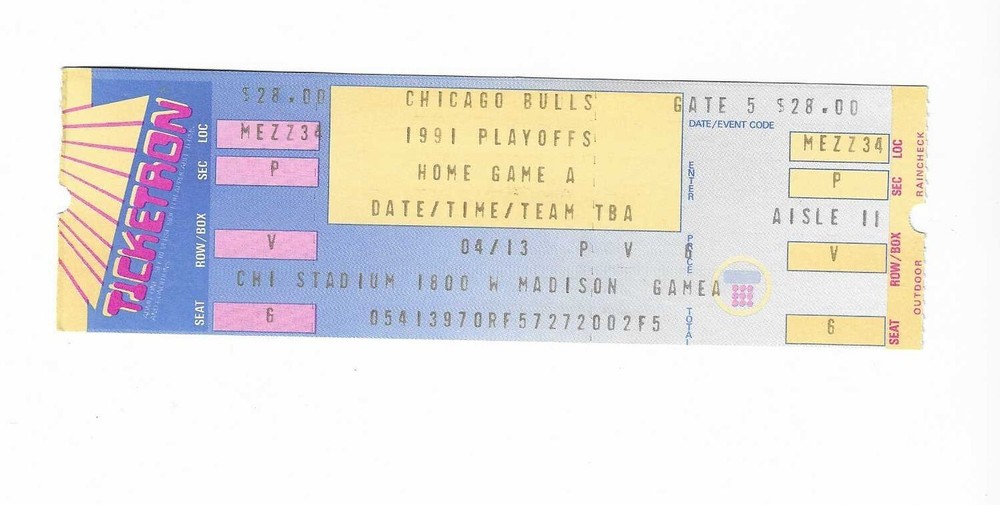 TICKETRON
$28.00
LOC MEZZ34
SEC P
ROW/BOX V
SEAT 6
CHICAGO BULLS
1991 PLAYOFFS
HOME GAME A
DATE/TIME/TEAM TBA
04/13 P V 6
CHI STADIUM 1800 W MADISON GAMEA
05413970RF57272002F5
GATE 5 $28.00
DATE/EVENT CODE
ENTER
PRICE
TOTAL
MEZZ34 LOC
P SEC
AISLE 11
V ROW/BOX
6 SEAT
OUTDOOR RAINCHECK